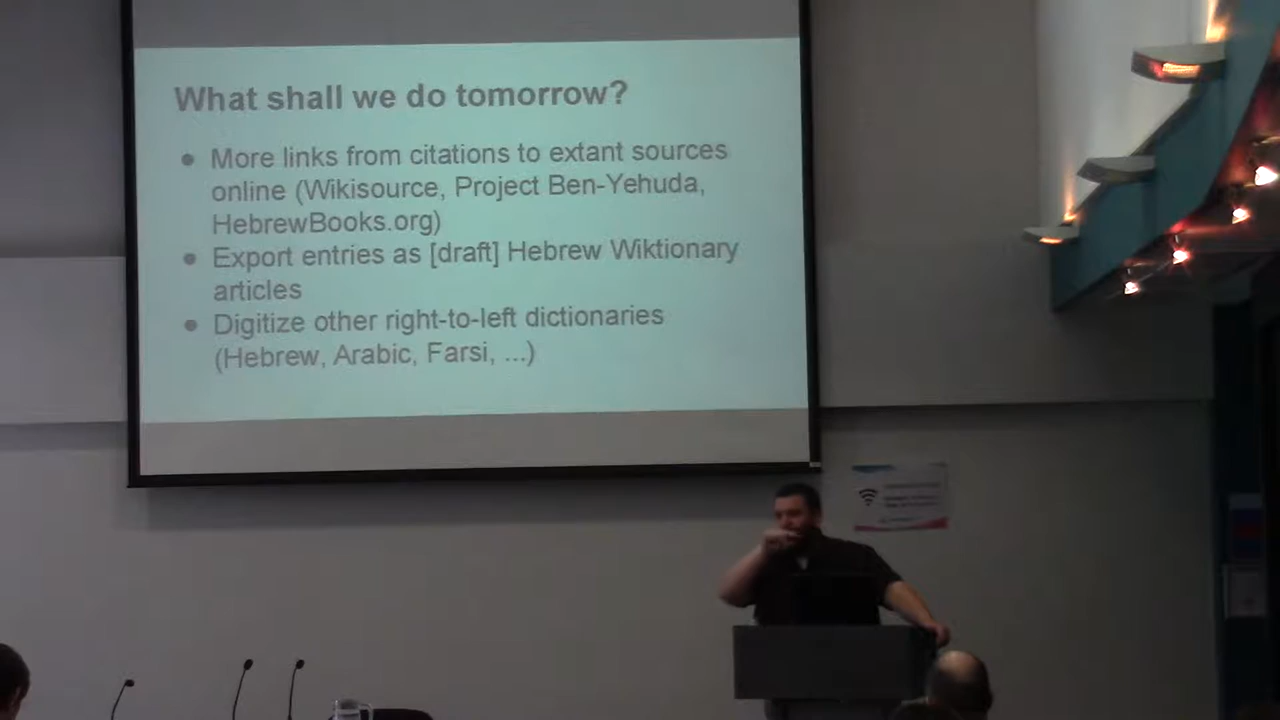 What shall we do tomorrow?
● More links from citations to extant sources
online (Wikisource, Project Ben-Yehuda,
HebrewBooks.org)
● Export entries as [draft] Hebrew Wiktionary
articles
● Digitize other right-to-left dictionaries
(Hebrew, Arabic, Farsi, ...)